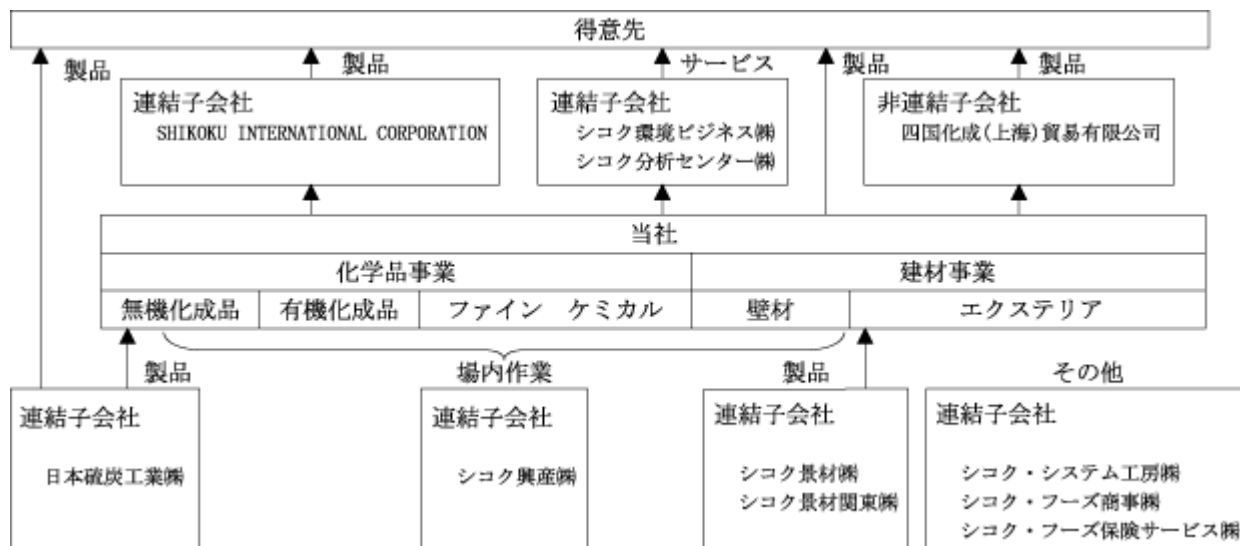 得意先
製品
製品
サービス
製品
製品
連結子会社
SHIKOKU INTERNATIONAL CORPORATION
連結子会社
シコク環境ビジネス㈱
シコク分析センター㈱
非連結子会社
四国化成(上海)貿易有限公司
当社
化学品事業
建材事業
無機化成品
有機化成品
ファイン ケミカル
壁材
エクステリア
製品
場内作業
製品
その他
連結子会社
日本硫炭工業㈱
連結子会社
シコク興産㈱
連結子会社
シコク景材㈱
シコク景材関東㈱
連結子会社
シコク・システム工房㈱
シコク・フーズ商事㈱
シコク・フーズ保険サービス㈱